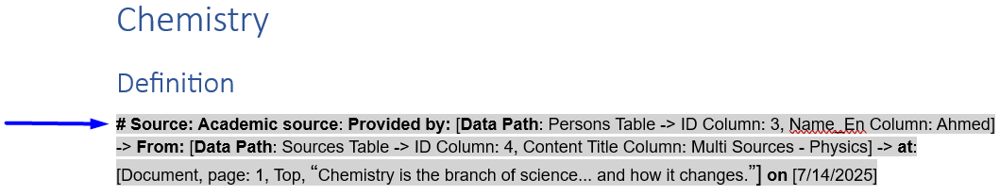 Chemistry
Definition
# Source: Academic source: Provided by: [Data Path: Persons Table -> ID Column: 3, Name_En Column: Ahmed]
-> From: [Data Path: Sources Table -> ID Column: 4, Content Title Column: Multi Sources - Physics] -> at:
[Document, page: 1, Top, “Chemistry is the branch of science... and how it changes.”] on [7/14/2025]